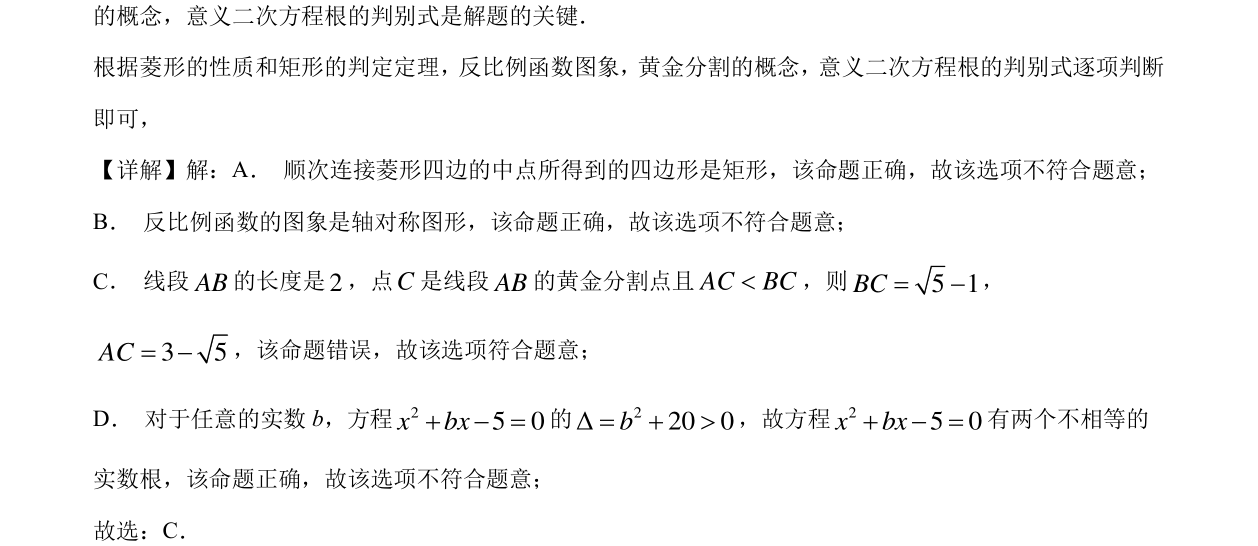 的概念，意义二次方程根的判别式是解题的关键．
根据菱形的性质和矩形的判定定理，反比例函数图象，黄金分割的概念，意义二次方程根的判别式逐项判断
即可，
【详解】解：A． 顺次连接菱形四边的中点所得到的四边形是矩形，该命题正确，故该选项不符合题意；
B． 反比例函数的图象是轴对称图形，该命题正确，故该选项不符合题意；
C． 线段 AB 的长度是 2，点 C 是线段 AB 的黄金分割点且 AC < BC，则 BC = √5 − 1，
AC = 3 − √5，该命题错误，故该选项符合题意；
D． 对于任意的实数 b，方程 x² + bx − 5 = 0 的 Δ = b² + 20 > 0，故方程 x² + bx − 5 = 0 有两个不相等的
实数根，该命题正确，故该选项不符合题意；
故选：C．